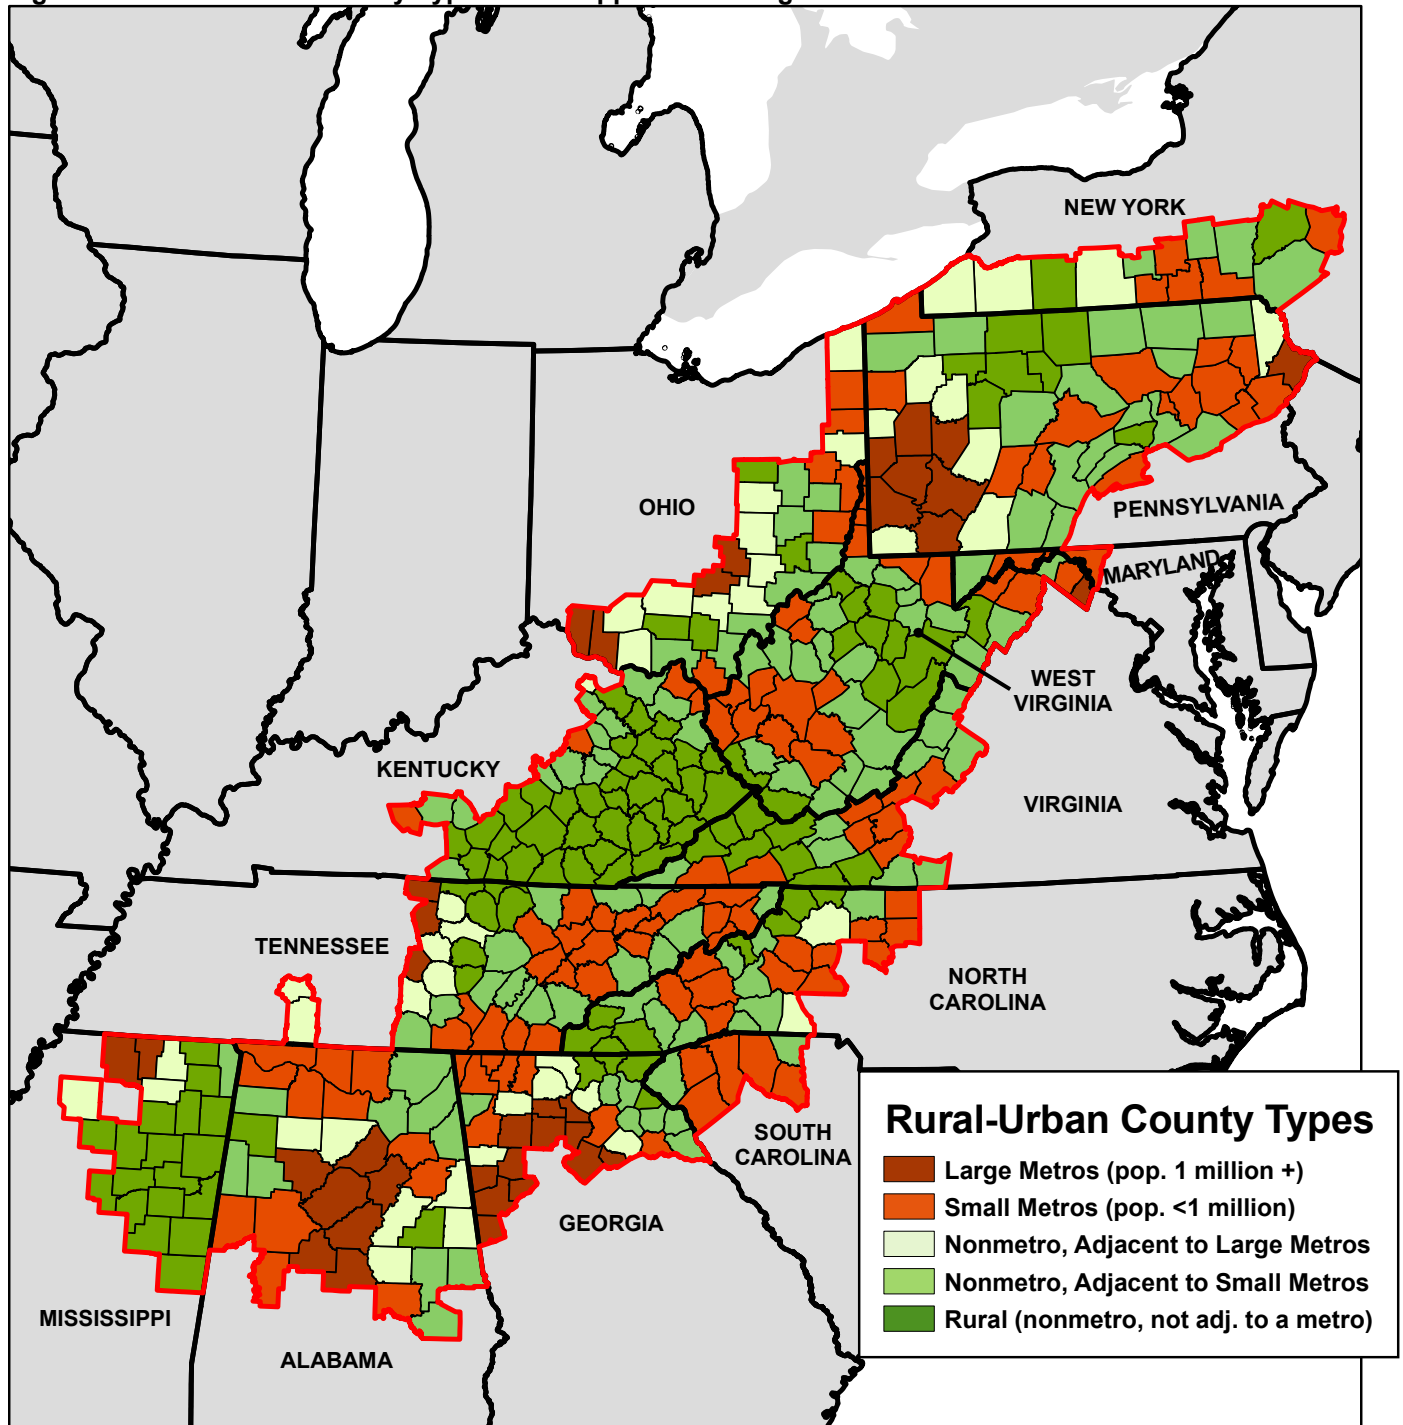 NEW YORK
OHIO
PENNSYLVANIA
MARYLAND
WEST
VIRGINIA
KENTUCKY
VIRGINIA
TENNESSEE
NORTH
CAROLINA
SOUTH
CAROLINA
GEORGIA
MISSISSIPPI
ALABAMA
Rural-Urban County Types
Large Metros (pop. 1 million +)
Small Metros (pop. <1 million)
Nonmetro, Adjacent to Large Metros
Nonmetro, Adjacent to Small Metros
Rural (nonmetro, not adj. to a metro)